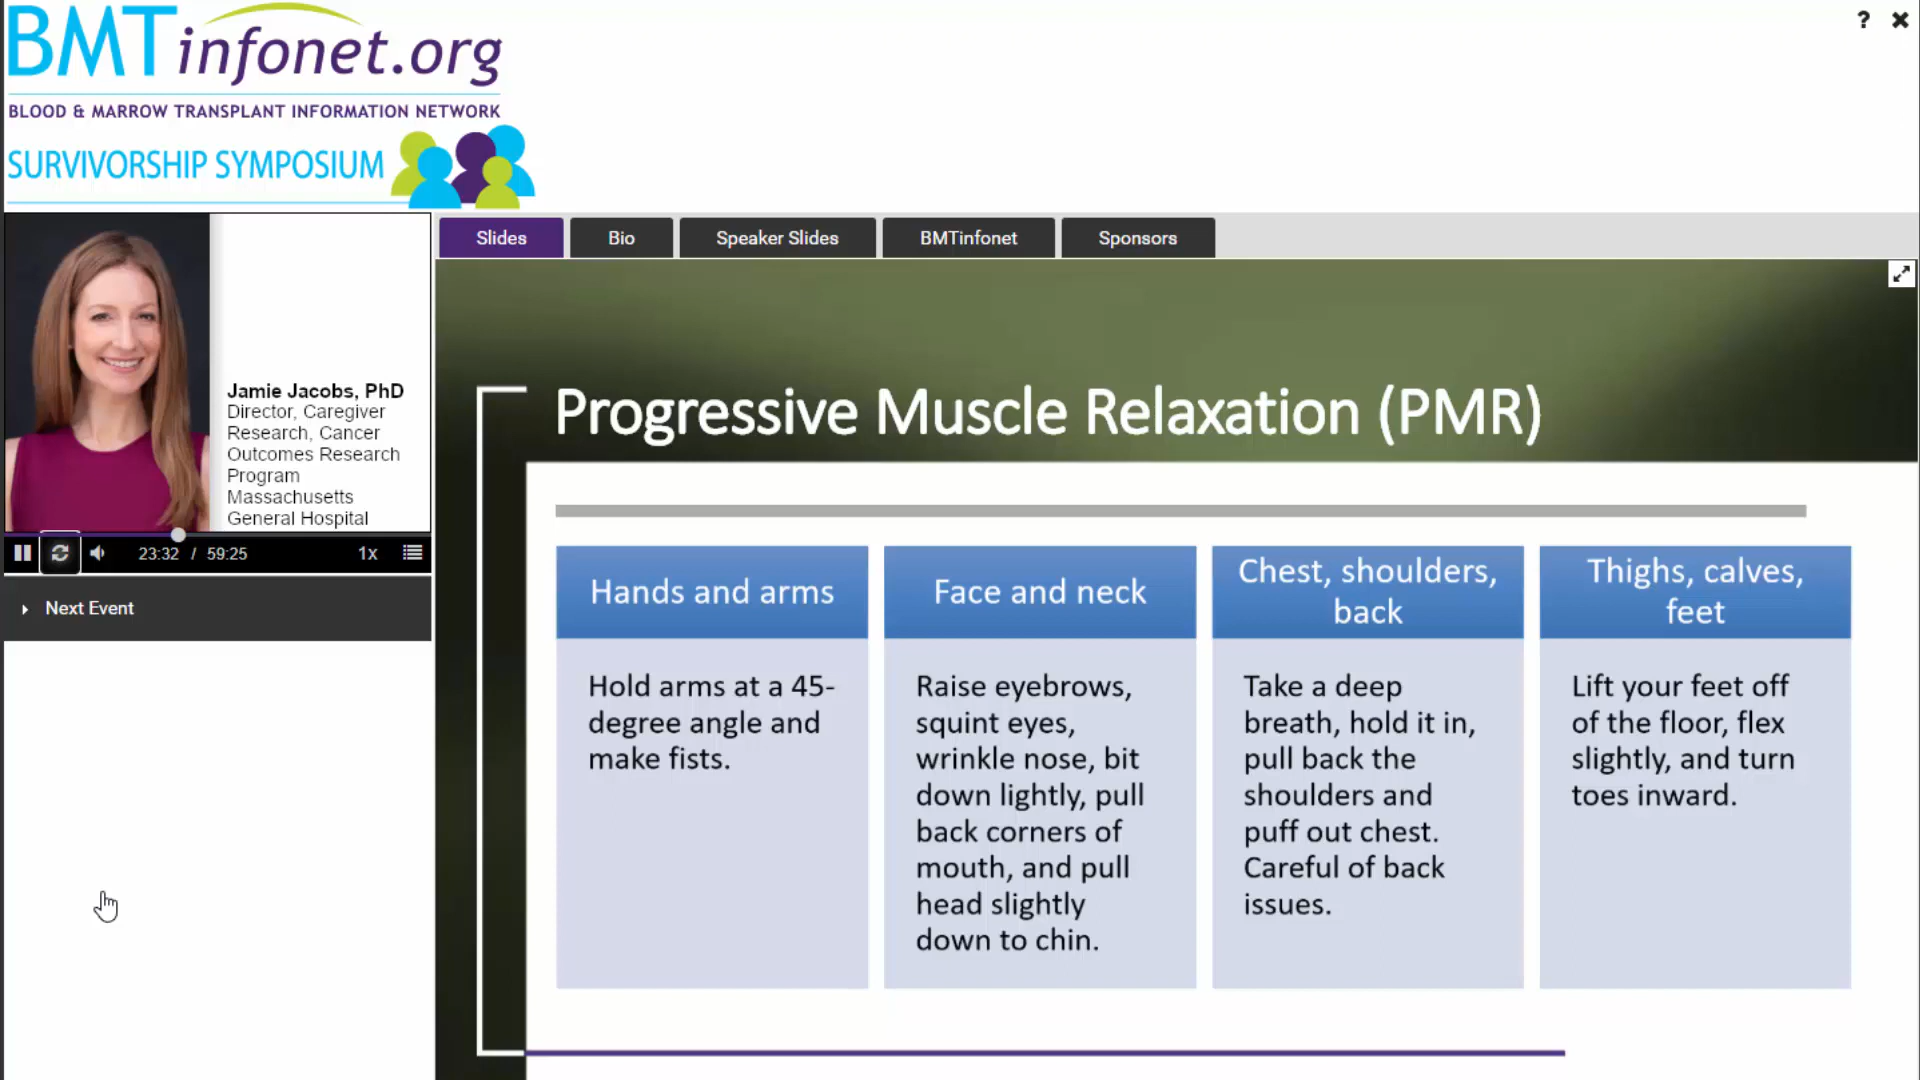 BMTinfonet.org
BLOOD & MARROW TRANSPLANT INFORMATION NETWORK
SURVIVORSHIP SYMPOSIUM
? ✖
Jamie Jacobs, PhD
Director, Caregiver
Research, Cancer
Outcomes Research
Program
Massachusetts
General Hospital
23:32 / 59:25
1x
Next Event
Slides
Bio
Speaker Slides
BMTinfonet
Sponsors
Progressive Muscle Relaxation (PMR)
Hands and arms
Hold arms at a 45-
degree angle and
make fists.
Face and neck
Raise eyebrows,
squint eyes,
wrinkle nose, bit
down lightly, pull
back corners of
mouth, and pull
head slightly
down to chin.
Chest, shoulders,
back
Take a deep
breath, hold it in,
pull back the
shoulders and
puff out chest.
Careful of back
issues.
Thighs, calves,
feet
Lift your feet off
of the floor, flex
slightly, and turn
toes inward.